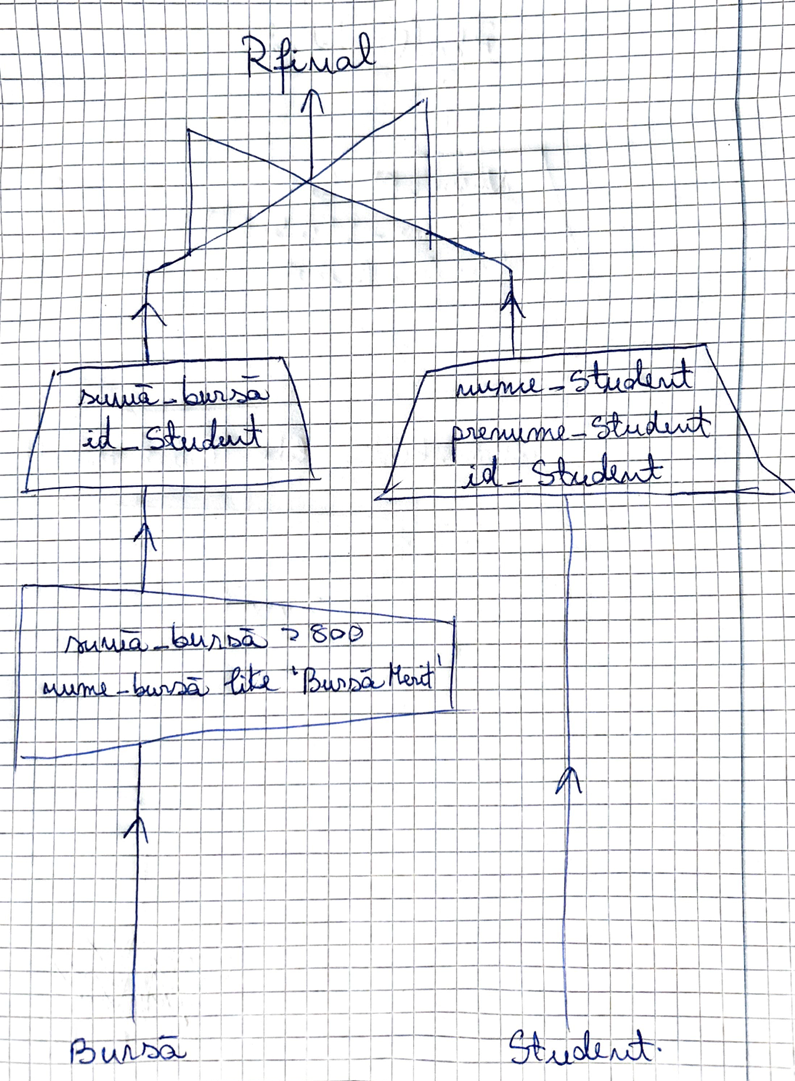 Rfinal
sumă_bursă
id_Student
nume_Student
prenume_Student
id_Student
sumă_bursă > 800
nume_bursă like 'Bursă Merit'
Bursă
Student.